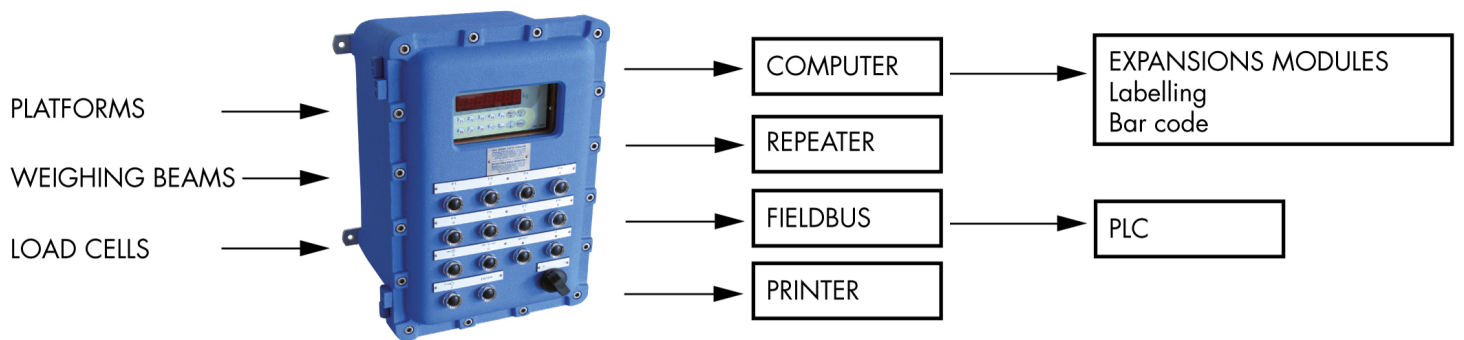 PLATFORMS
WEIGHING BEAMS
LOAD CELLS
COMPUTER
REPEATER
FIELDBUS
PRINTER
EXPANSIONS MODULES
Labelling
Bar code
PLC